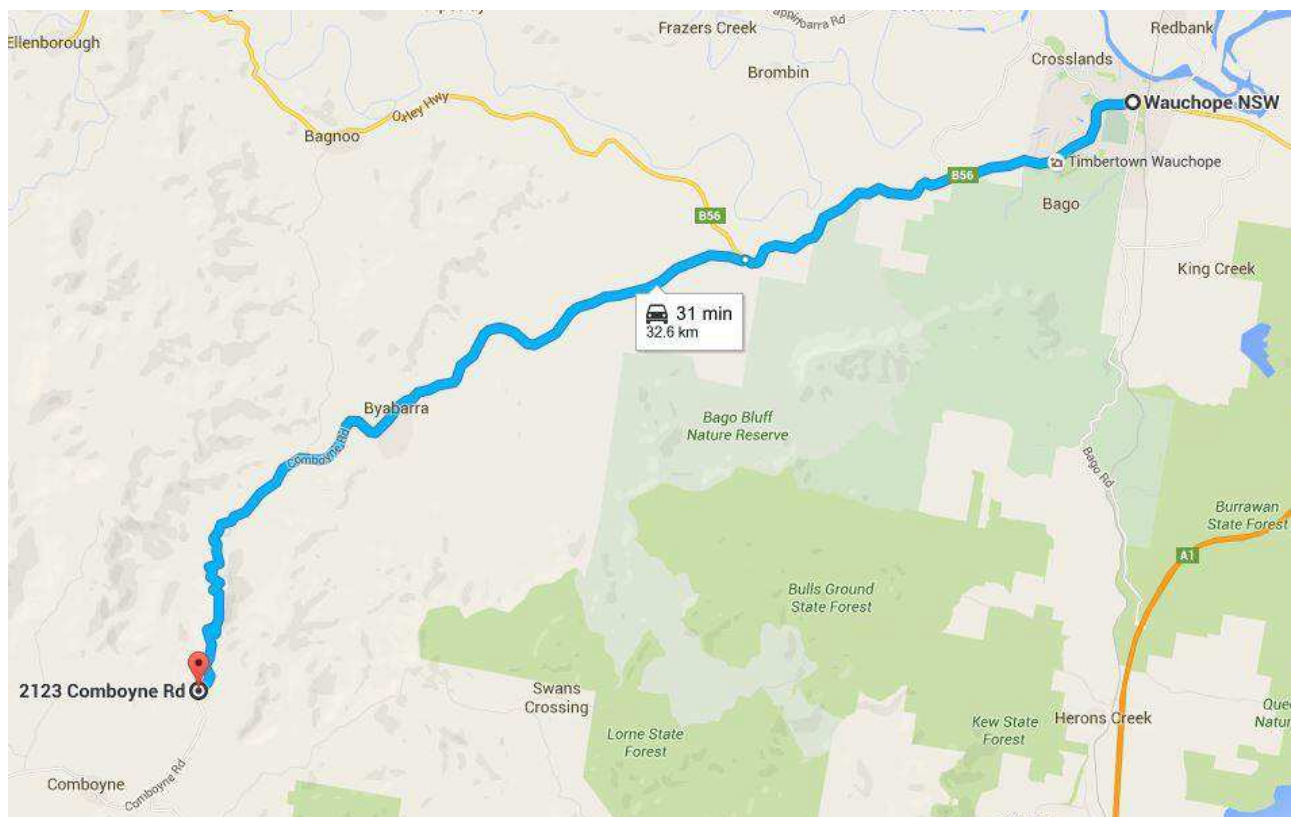 Frazers Creek
Redbank
Ellenborough
Crosslands
Brombin
Wauchope NSW
Oxley Hwy
Bagnoo
Timbertown Wauchope
B56
Bago
B56
King Creek
31 min
32.6 km
Byabarra
Bago Bluff
Nature Reserve
Comboyne Rd
Bago Rd
Burrawan
State Forest
A1
Bulls Ground
State Forest
2123 Comboyne Rd
Swans
Crossing
Herons Creek
Kew State
Forest
Lorne State
Forest
Comboyne
Comboyne Rd